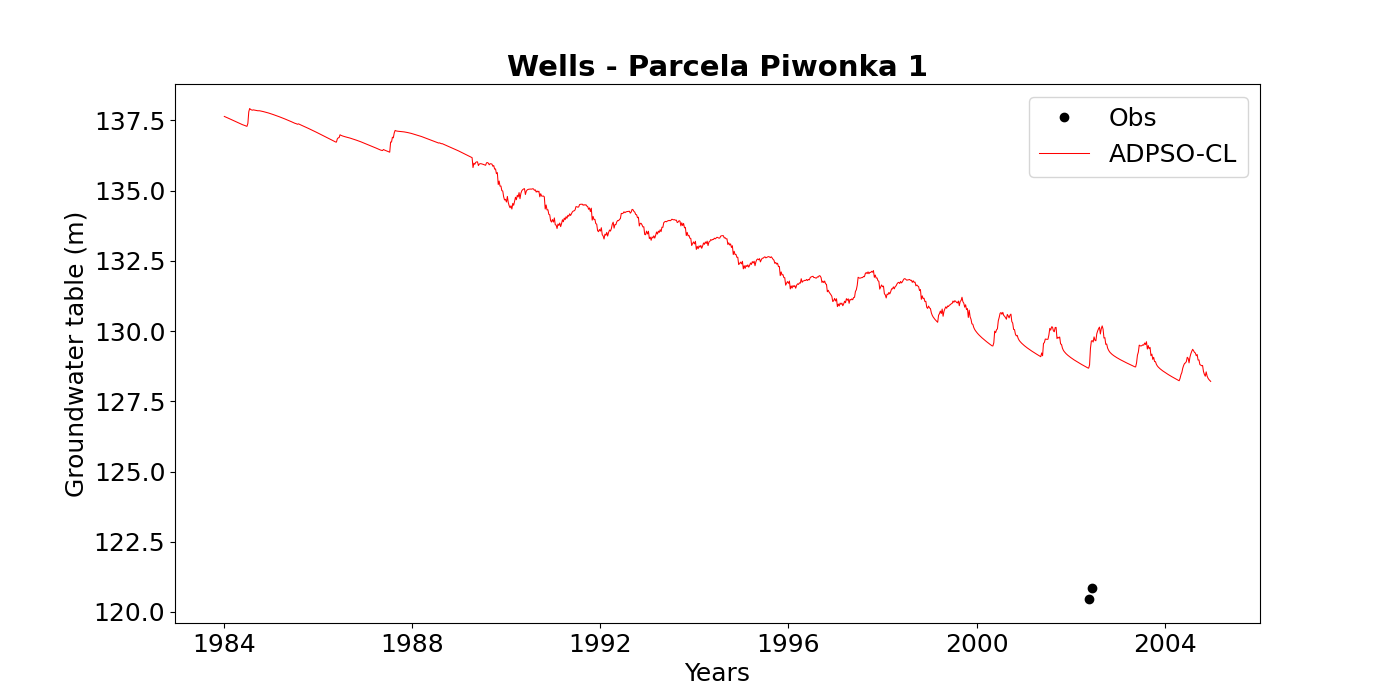 Wells - Parcela Piwonka 1
Obs
ADPSO-CL
Groundwater table (m)
137.5
135.0
132.5
130.0
127.5
125.0
122.5
120.0
1984 1988 1992 1996 2000 2004
Years